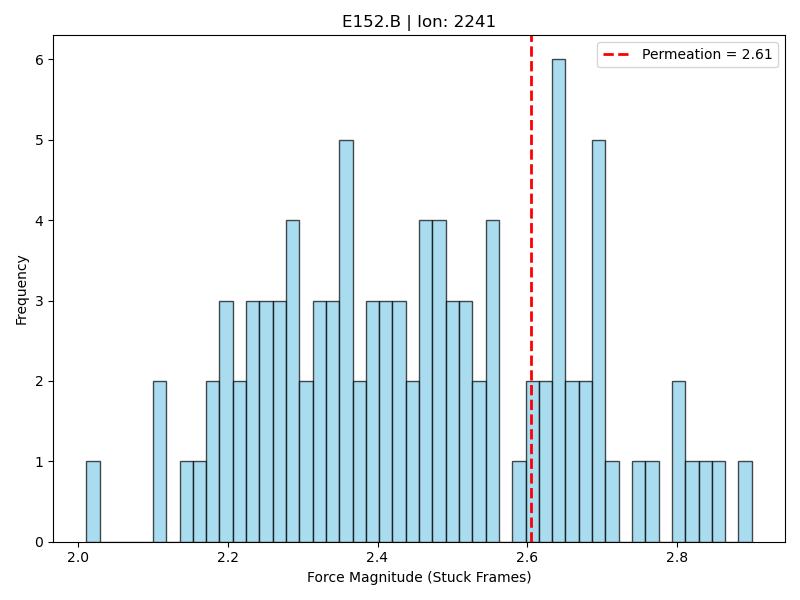 E152.B | Ion: 2241
Permeation = 2.61
Frequency
6
5
4
3
2
1
0
2.0 2.2 2.4 2.6 2.8
Force Magnitude (Stuck Frames)